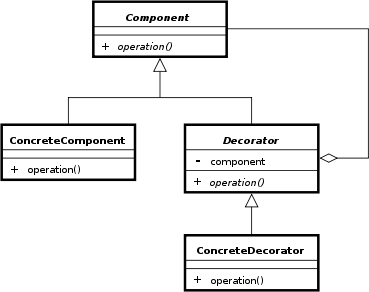 Component
+ operation()
ConcreteComponent
+ operation()
Decorator
- component
+ operation()
ConcreteDecorator
+ operation()